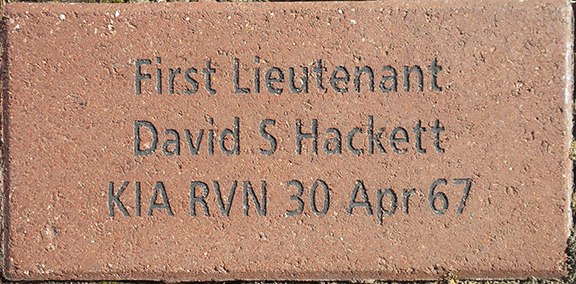 First Lieutenant
David S Hackett
KIA RVN 30 Apr 67